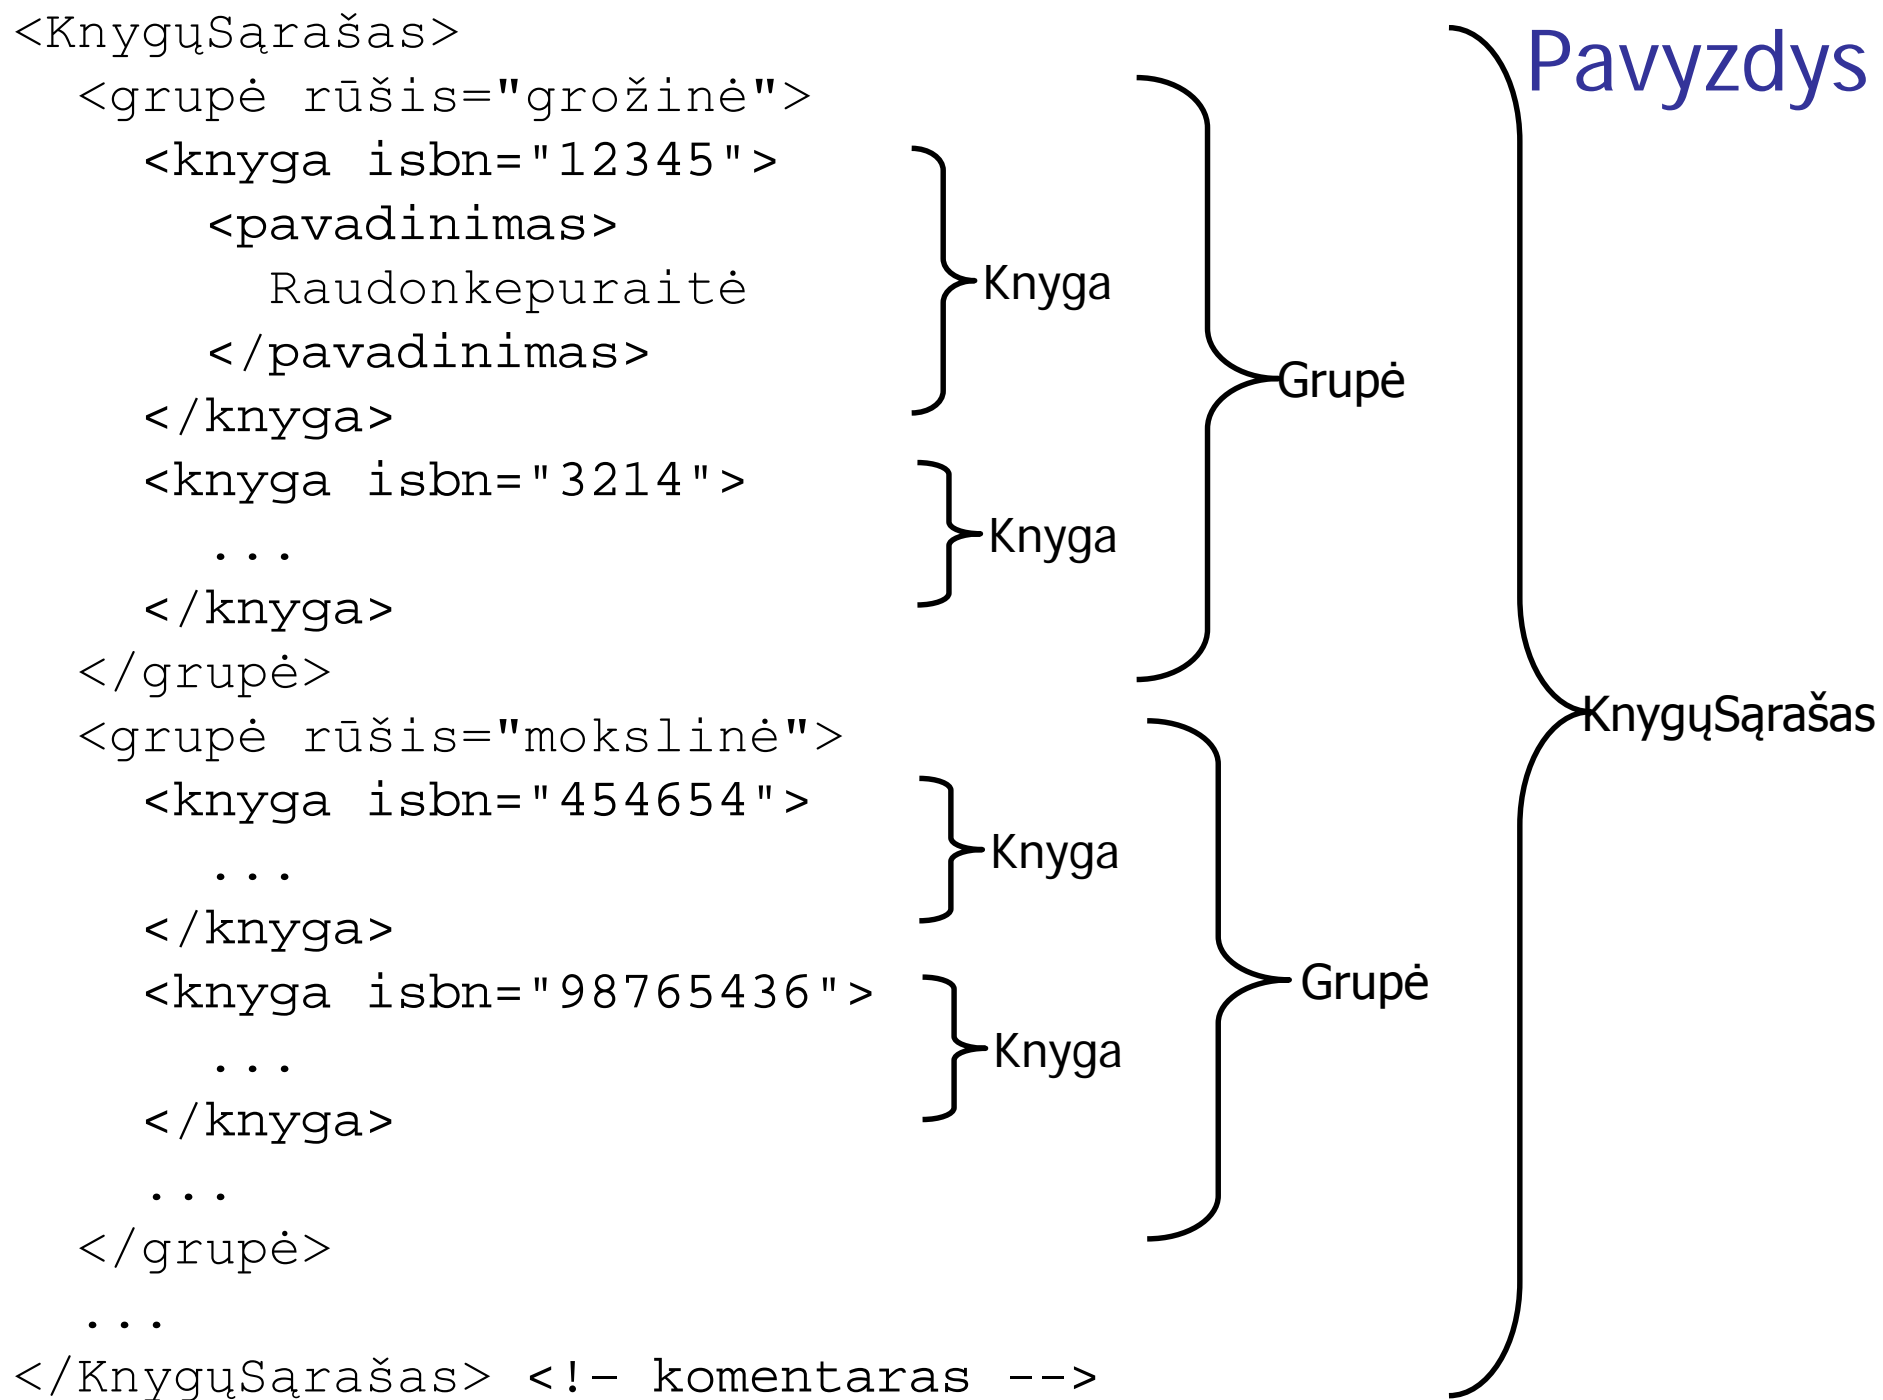 Pavyzdys
<KnygųSąrašas>
<grupė rūšis="grožinė">
<knyga isbn="12345">
<pavadinimas>
Raudonkepuraitė
</pavadinimas>
</knyga>
<knyga isbn="3214">
...
</knyga>
</grupė>
<grupė rūšis="mokslinė">
<knyga isbn="454654">
...
</knyga>
<knyga isbn="98765436">
...
</knyga>
...
</grupė>
...
</KnygųSąrašas> <!– komentaras -->
Knyga
Knyga
Knyga
Knyga
Grupė
Grupė
KnygųSąrašas